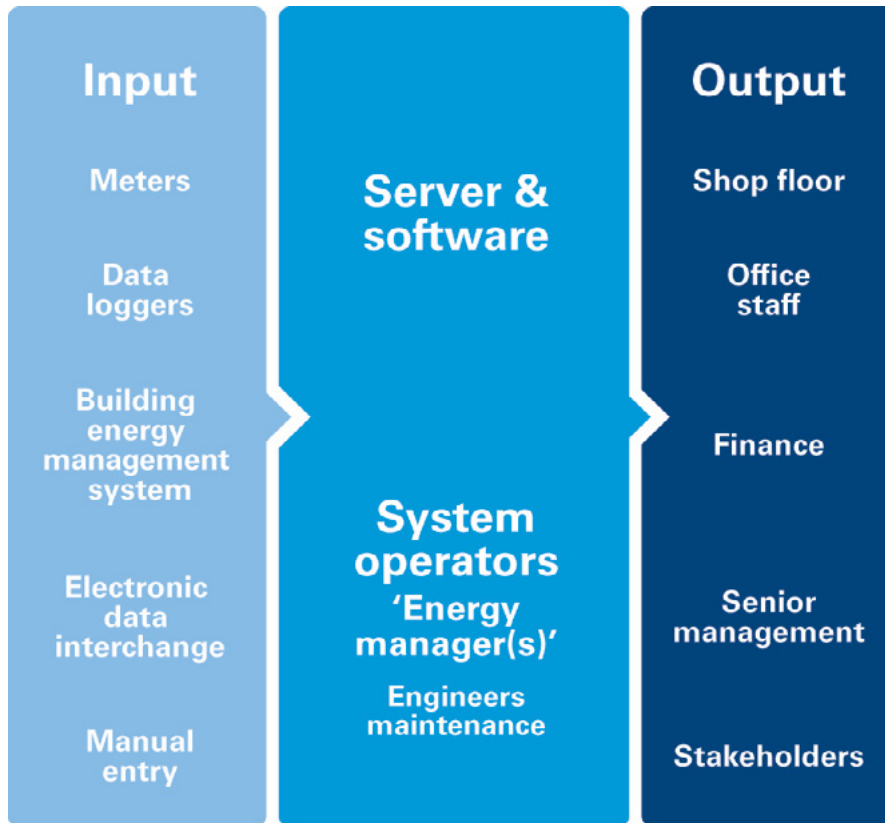 Input
Meters
Data
loggers
Building
energy
management
system
Electronic
data
interchange
Manual
entry
Server &
software
System
operators
‘Energy
manager(s)’
Engineers
maintenance
Output
Shop floor
Office
staff
Finance
Senior
management
Stakeholders